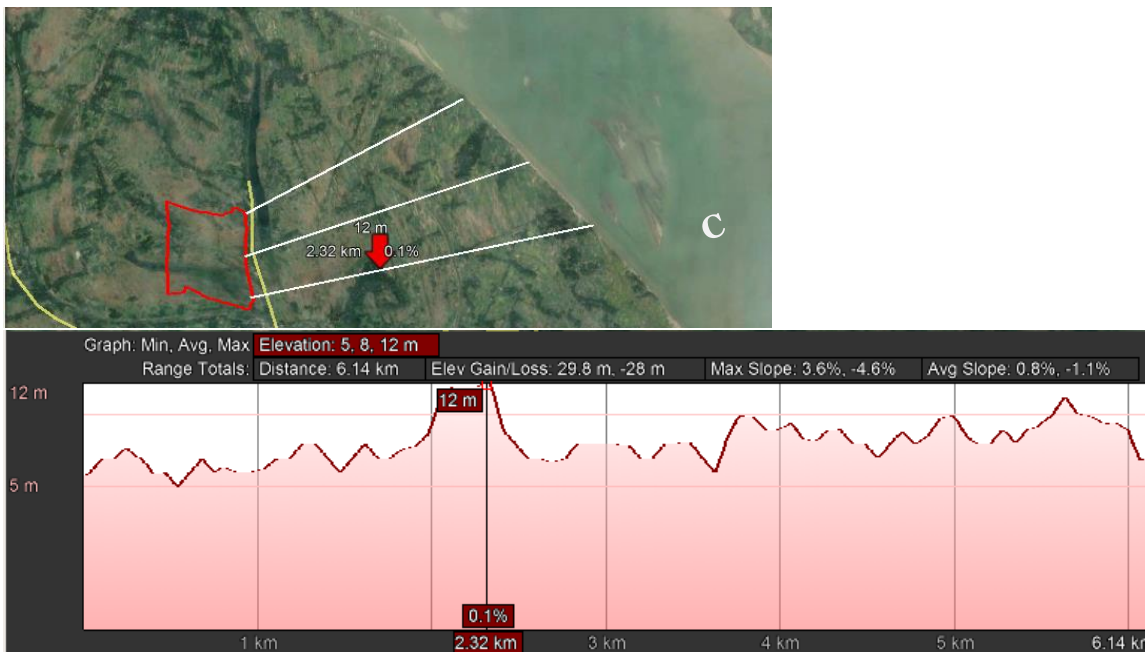 12 m
2.32 km 0.1%
C
Graph: Min, Avg, Max Elevation: 5, 8, 12 m
Range Totals: Distance: 6.14 km Elev Gain/Loss: 29.8 m, -28 m Max Slope: 3.6%, -4.6% Avg Slope: 0.8%, -1.1%
12 m
12 m
5 m
0.1%
1 km 2.32 km 3 km 4 km 5 km 6.14 km